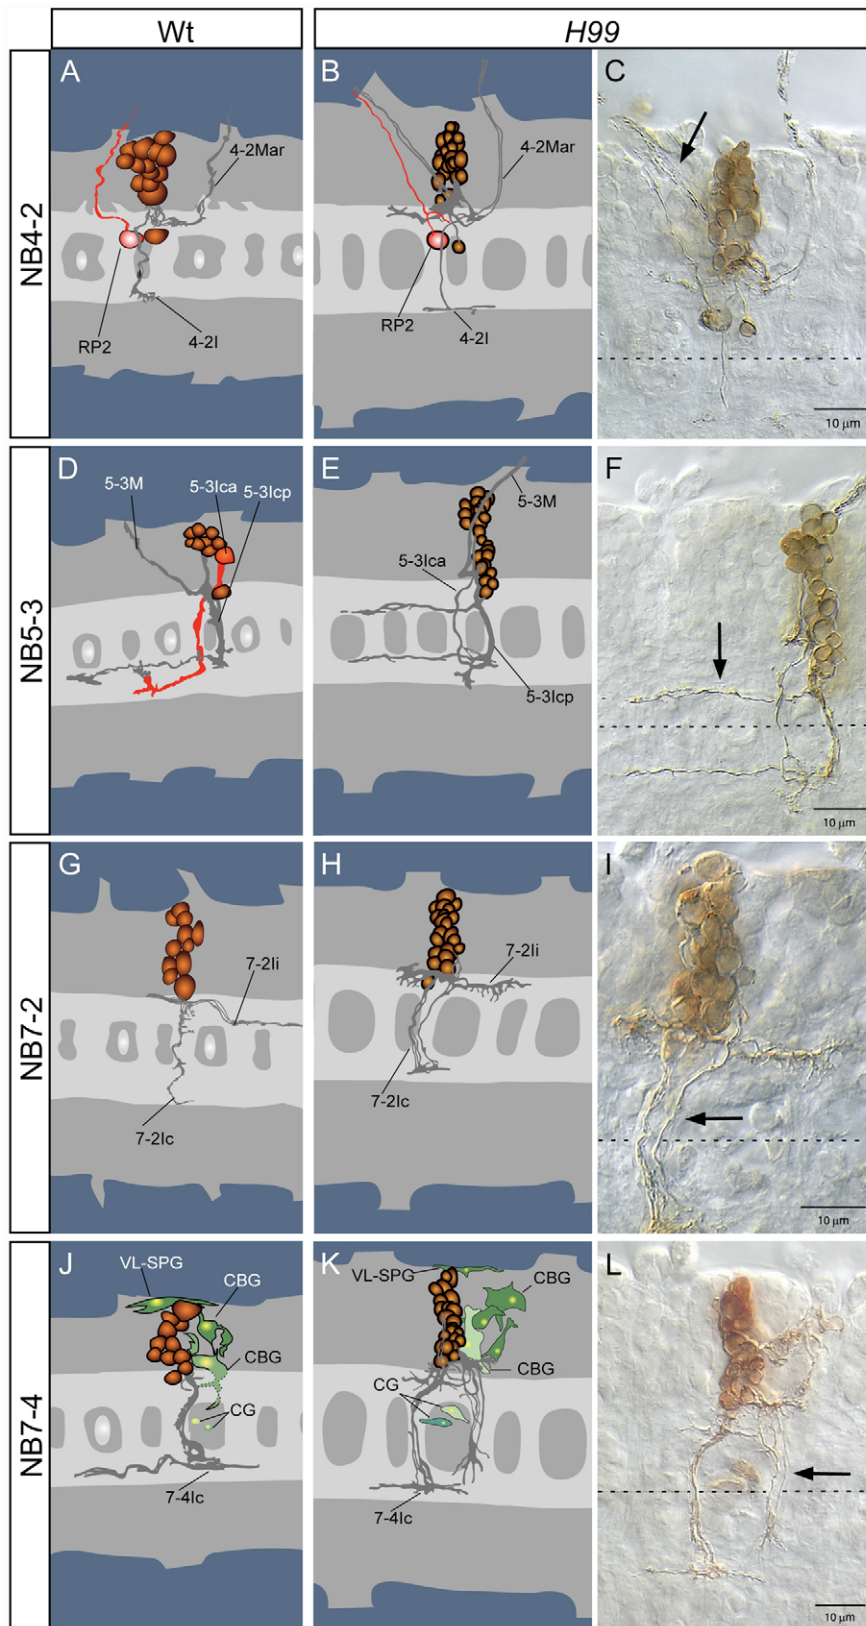 Wt
H99
NB4-2
A
4-2Mar
RP2
4-2I
B
4-2Mar
RP2
4-2I
C
10 µm
NB5-3
D
5-3M
5-3Ica
5-3Icp
E
5-3M
5-3Ica
5-3Icp
F
10 µm
NB7-2
G
7-2Ii
7-2Ic
H
7-2Ii
7-2Ic
I
10 µm
NB7-4
J
VL-SPG
CBG
CBG
CG
7-4Ic
K
VL-SPG
CBG
CBG
CG
7-4Ic
L
10 µm